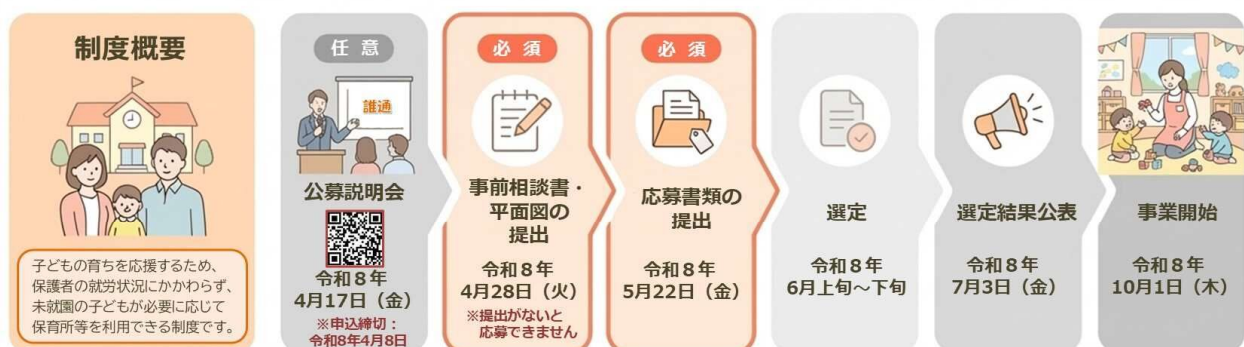 制度概要
子どもの育ちを応援するため、
保護者の就労状況にかかわらず、
未就園の子どもが必要に応じて
保育所等を利用できる制度です。
任意
誰通
公募説明会
令和８年
4月17日（金）
※申込締切：
令和8年4月8日
必須
事前相談書・
平面図の
提出
令和８年
4月28日（火）
※提出がないと
応募できません
必須
応募書類の
提出
令和８年
5月22日（金）
選定
令和８年
6月上旬～下旬
選定結果公表
令和８年
7月3日（金）
事業開始
令和８年
10月1日（木）